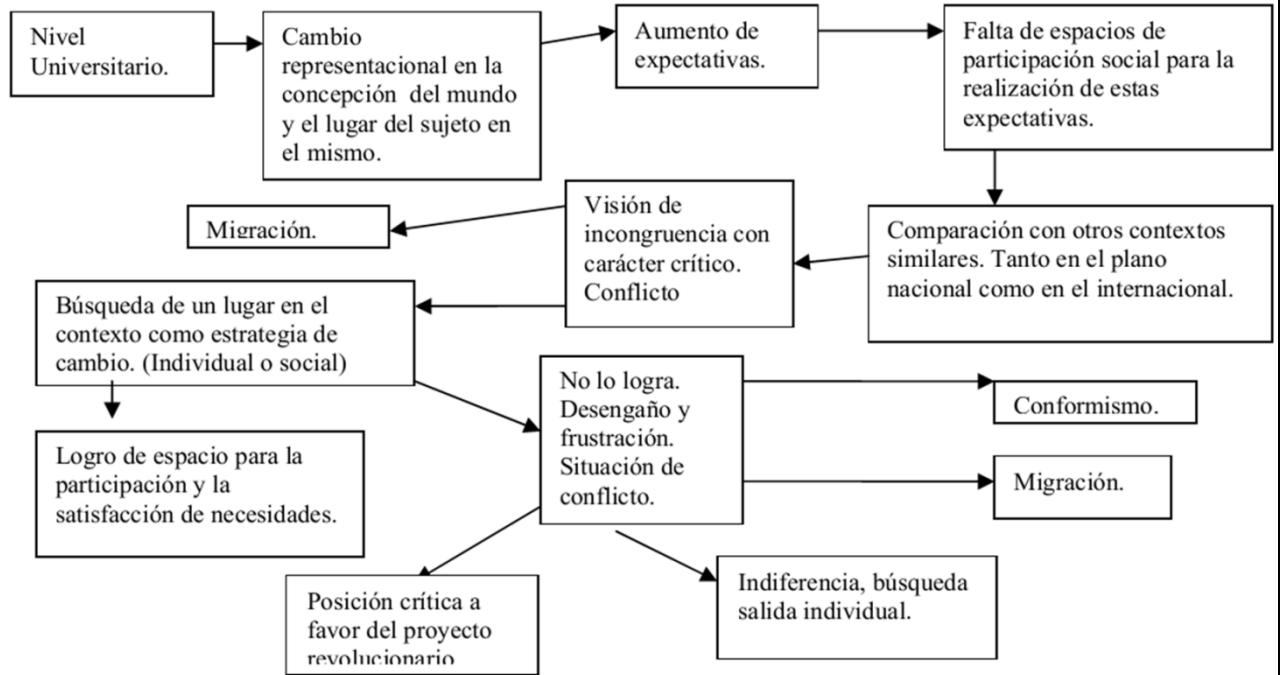 Nivel
Universitario.
Cambio
representacional en la
concepción del mundo
y el lugar del sujeto en
el mismo.
Aumento de
expectativas.
Falta de espacios de
participación social para la
realización de estas
expectativas.
Migración.
Visión de
incongruencia con
carácter crítico.
Conflicto
Comparación con otros contextos
similares. Tanto en el plano
nacional como en el internacional.
Búsqueda de un lugar en el
contexto como estrategia de
cambio. (Individual o social)
No lo logra.
Desengaño y
frustración.
Situación de
conflicto.
Conformismo.
Logro de espacio para la
participación y la
satisfacción de necesidades.
Migración.
Posición crítica a
favor del proyecto
revolucionario
Indiferencia, búsqueda
salida individual.